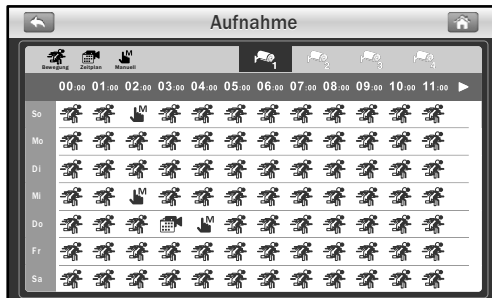 Aufnahme
Bewegung Zeitplan M Manuell 1 2 3 4
00:00 01:00 02:00 03:00 04:00 05:00 06:00 07:00 08:00 09:00 10:00 11:00
So M
Mo
Di
Mi M
Do M
Fr
Sa